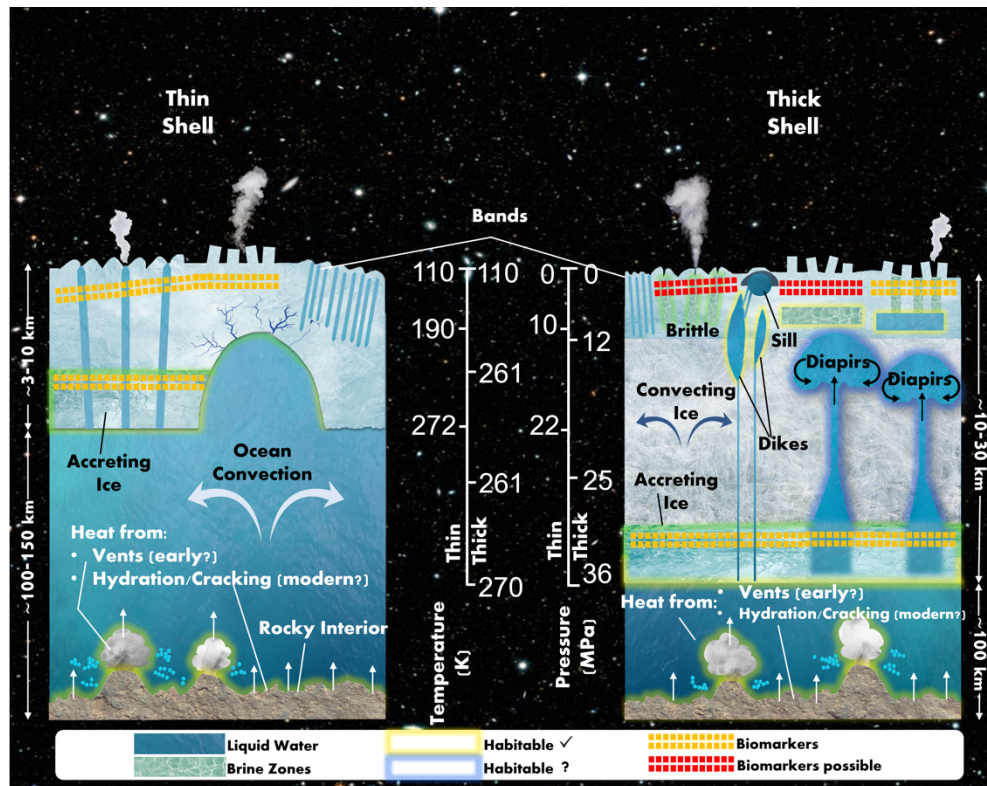 Thin
Shell
Thick
Shell
Bands
110
110
190
261
272
261
270
Thin
Thick
Temperature
(K)
0
0
10
12
22
25
36
Thin
Thick
Pressure
(MPa)
~3-10 km
~100-150 km
Accreting
Ice
Ocean
Convection
Heat from:
• Vents (early?)
• Hydration/Cracking (modern?)
Rocky Interior
Brittle
Sill
Diapirs
Diapirs
Convecting
Ice
Dikes
Accreting
Ice
~10-30 km
~100 km
Heat from:
• Vents (early?)
• Hydration/Cracking (modern?)
Liquid Water
Brine Zones
Habitable ✓
Habitable ?
Biomarkers
Biomarkers possible